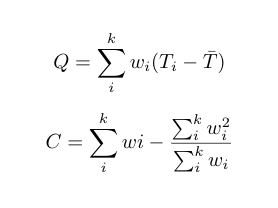 $Q = \sum_{i}^{k} w_i (T_i - \bar{T})$
$C = \sum_{i}^{k} wi - \frac{\sum_{i}^{k} w_i^2}{\sum_{i}^{k} w_i}$